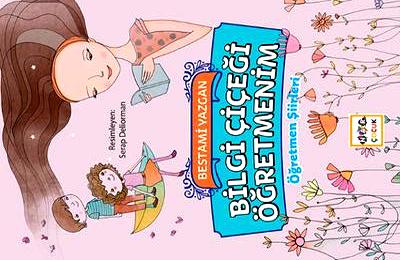 BESTAMİ YAZGAN
BİLGİ ÇİÇEĞİ
ÖĞRETMENİM
Öğretmen Şiirleri
Resimleyen:
Serap Deliorman
ÇOCUK